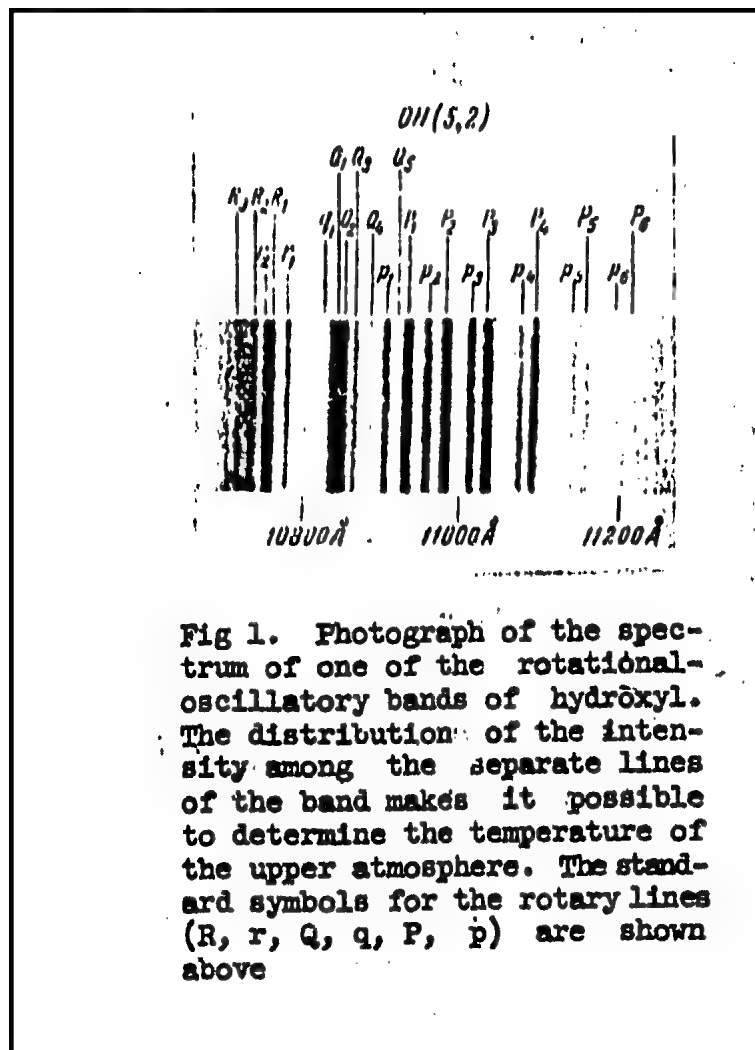 OH(5,2)
Q₁ Q₃ Q₅
R₃ R₂ R₁ q₁ Q₂ Q₄ P₁ P₂ P₃ P₄ P₅ P₆
r₂ r₁ p₁ p₂ p₃ p₄ p₅ p₆
10800Å 11000Å 11200Å
Fig 1. Photograph of the spec-
trum of one of the rotational-
oscillatory bands of hydroxyl.
The distribution of the inten-
sity among the separate lines
of the band makes it possible
to determine the temperature of
the upper atmosphere. The stand-
ard symbols for the rotary lines
(R, r, Q, q, P, p) are shown
above